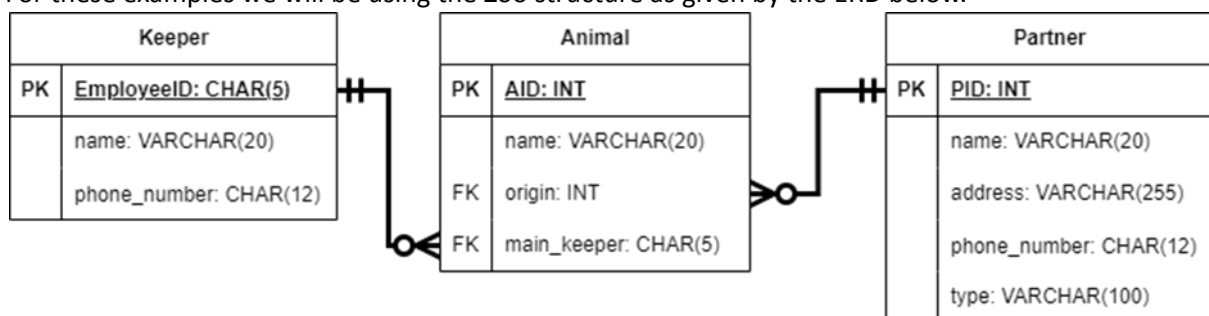 For these examples we will be using the Zoo structure as given by the ERD below.
Keeper
PK EmployeeID: CHAR(5)
name: VARCHAR(20)
phone_number: CHAR(12)
Animal
PK AID: INT
name: VARCHAR(20)
FK origin: INT
FK main_keeper: CHAR(5)
Partner
PK PID: INT
name: VARCHAR(20)
address: VARCHAR(255)
phone_number: CHAR(12)
type: VARCHAR(100)